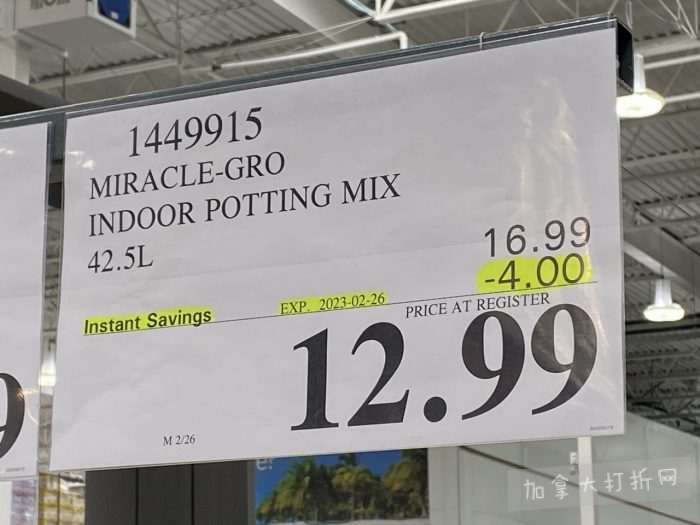 1449915
MIRACLE-GRO
INDOOR POTTING MIX
42.5L
16.99
-4.00
Instant Savings EXP. 2023-02-26 PRICE AT REGISTER
12.99
M 2/26
加拿大打折网